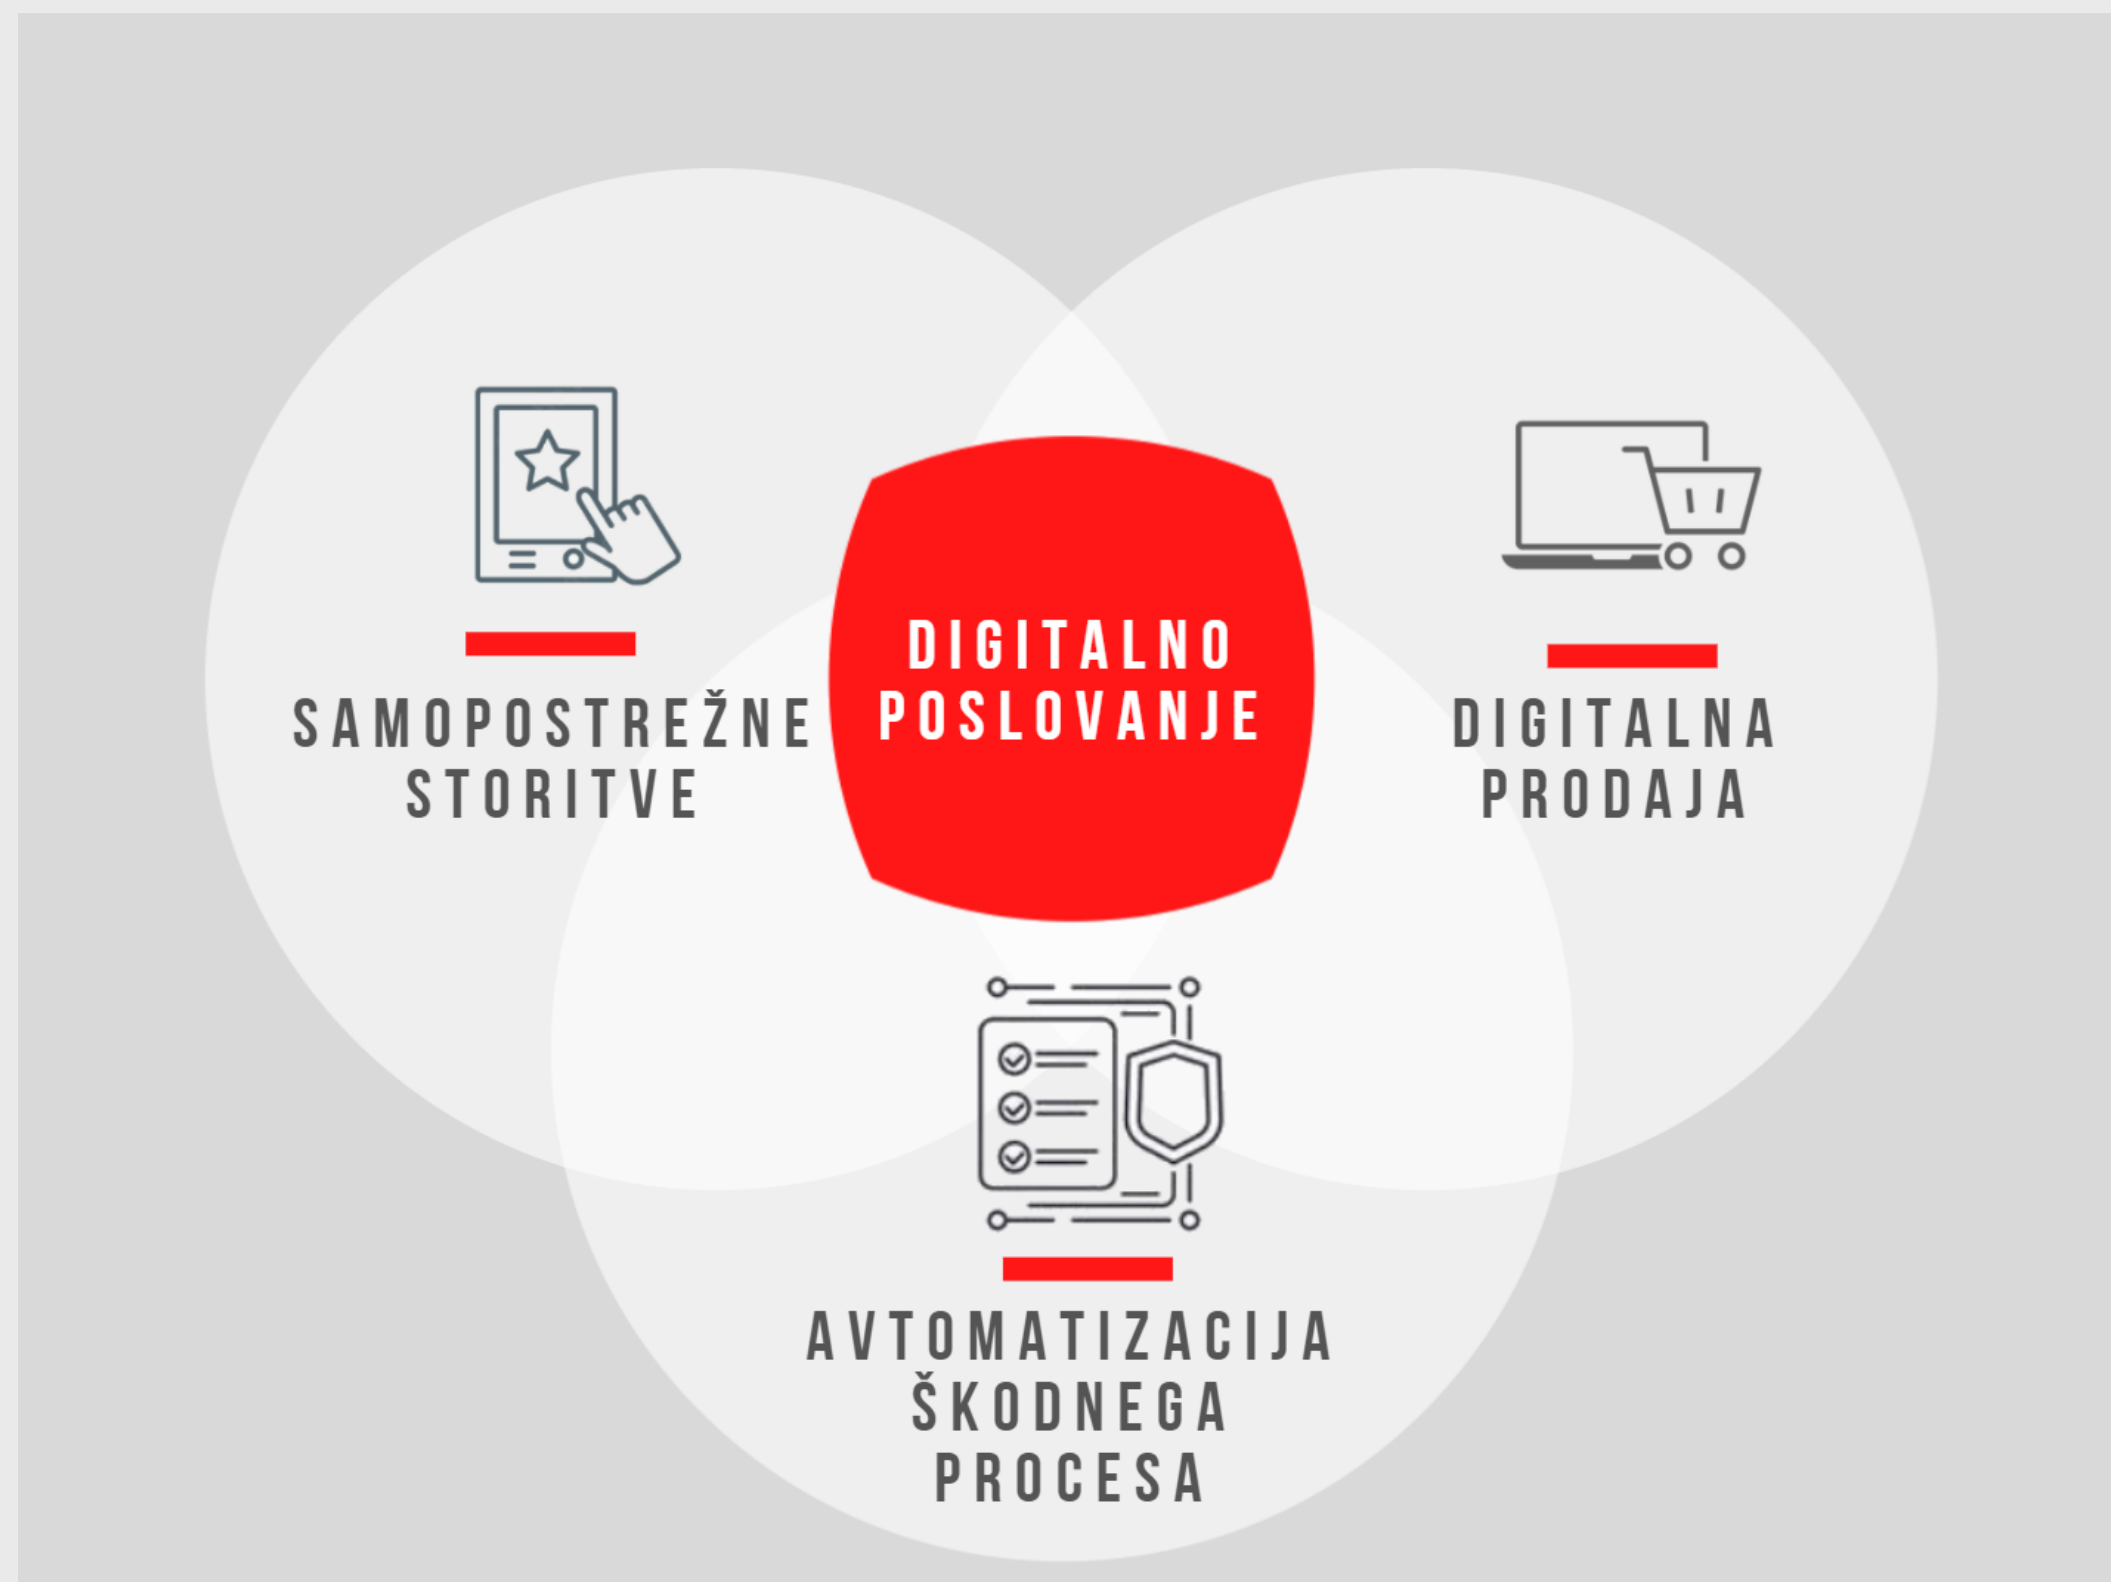 DIGITALNO
POSLOVANJE
SAMOPOSTREŽNE
STORITVE
DIGITALNA
PRODAJA
AVTOMATIZACIJA
ŠKODNEGA
PROCESA